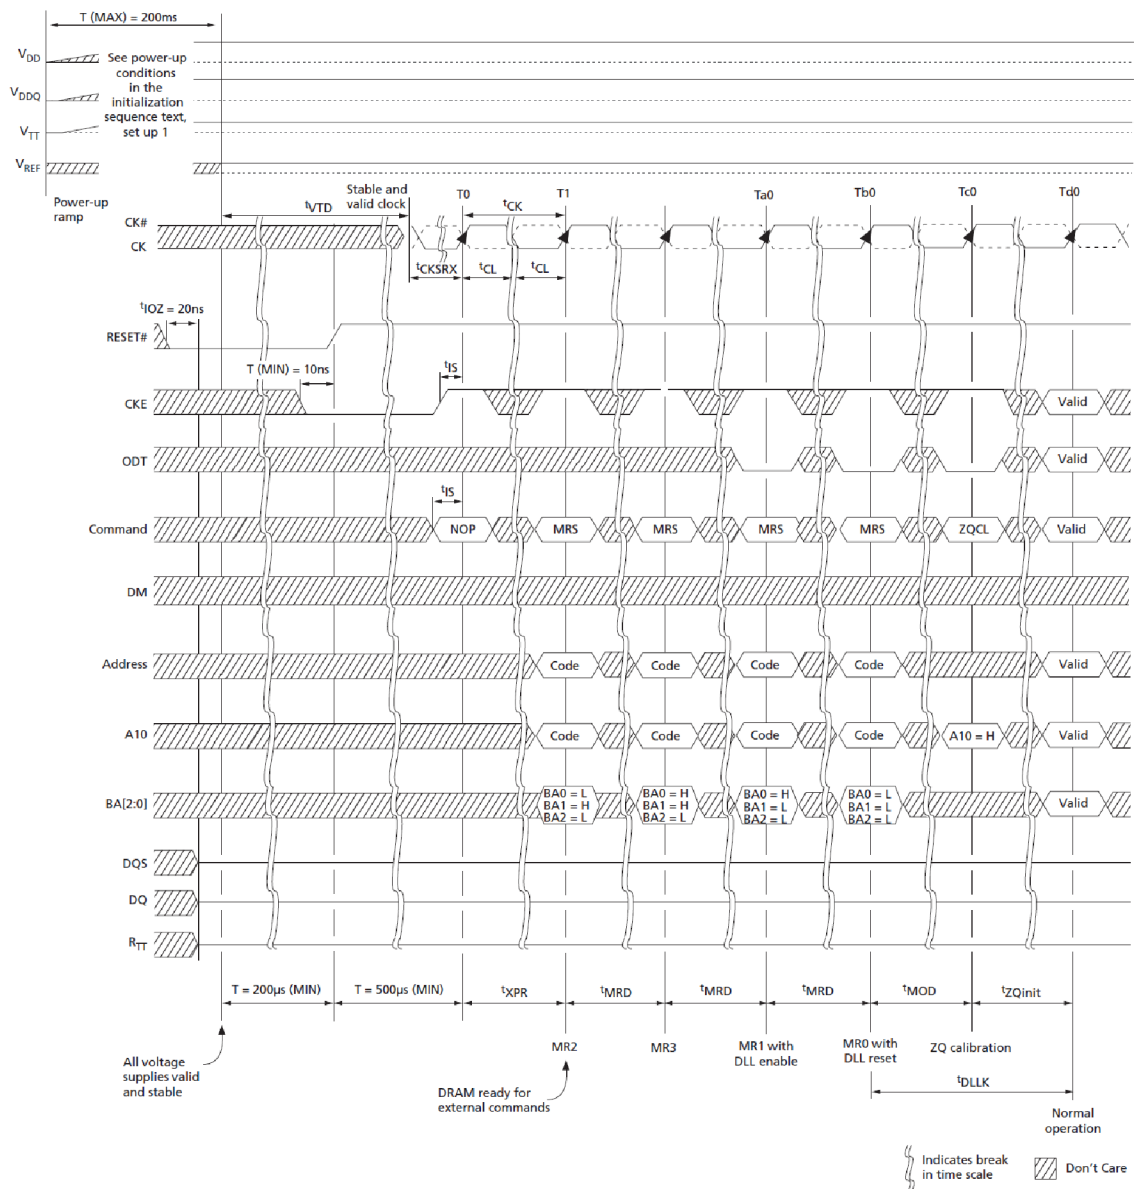 T (MAX) = 200ms
VDD
See power-up
conditions
in the
initialization
sequence text,
set up 1
VDDQ
VTT
VREF
Power-up
ramp
Stable and
valid clock
tVTD
T0
T1
Ta0
Tb0
Tc0
Td0
tCK
CK#
CK
tCKSRX
tCL
tCL
tIOZ = 20ns
RESET#
T (MIN) = 10ns
tIS
CKE
Valid
ODT
Valid
tIS
Command
NOP
MRS
MRS
MRS
MRS
ZQCL
Valid
DM
Address
Code
Code
Code
Code
Valid
A10
Code
Code
Code
Code
A10 = H
Valid
BA[2:0]
BA0 = L
BA1 = H
BA2 = L
BA0 = H
BA1 = H
BA2 = L
BA0 = H
BA1 = L
BA2 = L
BA0 = L
BA1 = L
BA2 = L
Valid
DQS
DQ
RTT
T = 200µs (MIN)
T = 500µs (MIN)
tXPR
tMRD
tMRD
tMRD
tMOD
tZQinit
MR2
MR3
MR1 with
DLL enable
MR0 with
DLL reset
ZQ calibration
All voltage
supplies valid
and stable
DRAM ready for
external commands
tDLLK
Normal
operation
Indicates break
in time scale
Don't Care